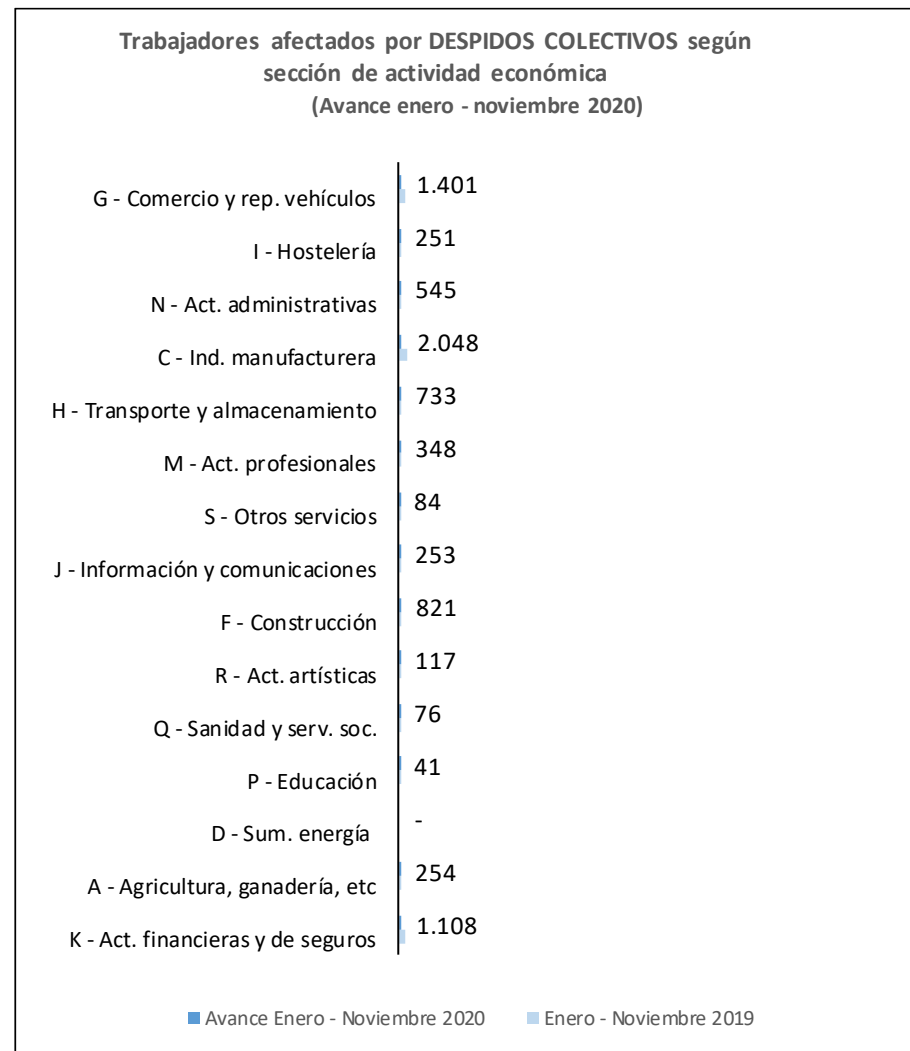 Trabajadores afectados por DESPIDOS COLECTIVOS según
sección de actividad económica
(Avance enero - noviembre 2020)
G - Comercio y rep. vehículos 1.401
I - Hostelería 251
N - Act. administrativas 545
C - Ind. manufacturera 2.048
H - Transporte y almacenamiento 733
M - Act. profesionales 348
S - Otros servicios 84
J - Información y comunicaciones 253
F - Construcción 821
R - Act. artísticas 117
Q - Sanidad y serv. soc. 76
P - Educación 41
D - Sum. energía -
A - Agricultura, ganadería, etc 254
K - Act. financieras y de seguros 1.108
Avance Enero - Noviembre 2020 Enero - Noviembre 2019